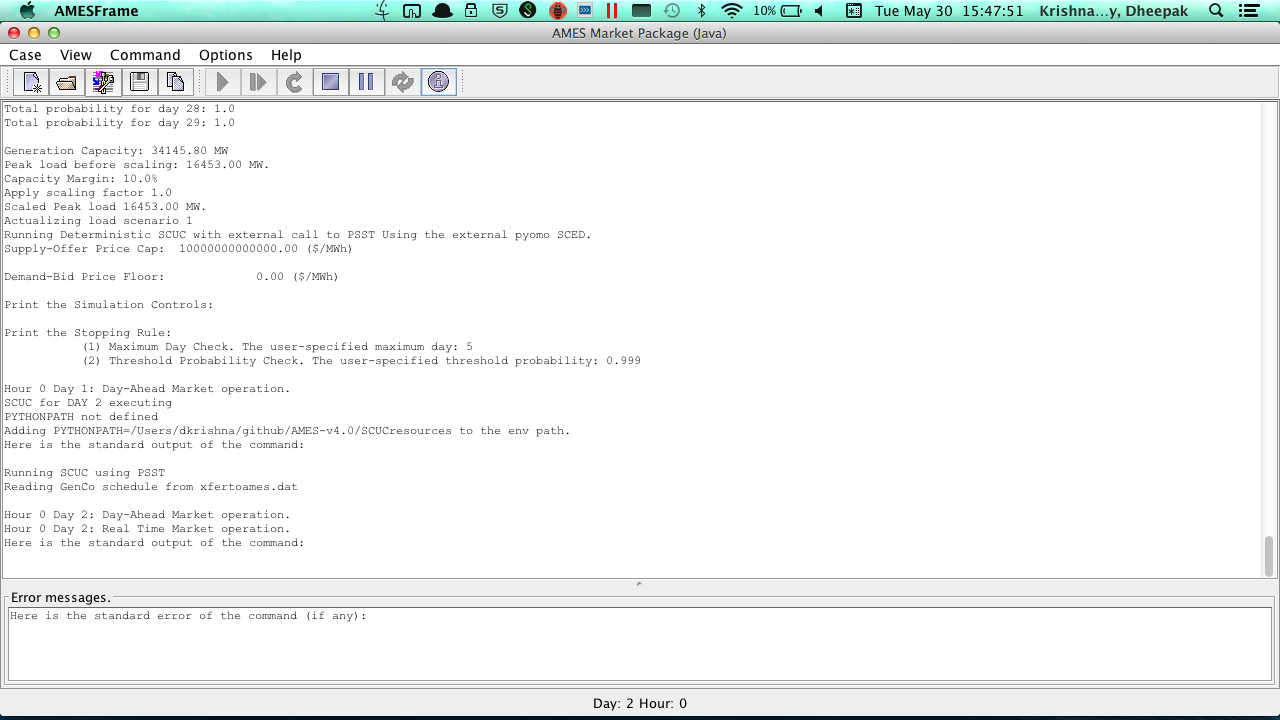 AMESFrame
10%
Tue May 30 15:47:51
Krishna...y, Dheepak
AMES Market Package (Java)
Case View Command Options Help
Total probability for day 28: 1.0
Total probability for day 29: 1.0
Generation Capacity: 34145.80 MW
Peak load before scaling: 16453.00 MW.
Capacity Margin: 10.0%
Apply scaling factor 1.0
Scaled Peak load 16453.00 MW.
Actualizing load scenario 1
Running Deterministic SCUC with external call to PSST Using the external pyomo SCED.
Supply-Offer Price Cap: 10000000000000.00 ($/MWh)
Demand-Bid Price Floor: 0.00 ($/MWh)
Print the Simulation Controls:
Print the Stopping Rule:
(1) Maximum Day Check. The user-specified maximum day: 5
(2) Threshold Probability Check. The user-specified threshold probability: 0.999
Hour 0 Day 1: Day-Ahead Market operation.
SCUC for DAY 2 executing
PYTHONPATH not defined
Adding PYTHONPATH=/Users/dkrishna/github/AMES-v4.0/SCUCresources to the env path.
Here is the standard output of the command:
Running SCUC using PSST
Reading GenCo schedule from xfertoames.dat
Hour 0 Day 2: Day-Ahead Market operation.
Hour 0 Day 2: Real Time Market operation.
Here is the standard output of the command:
Error messages.
Here is the standard error of the command (if any):
Day: 2 Hour: 0